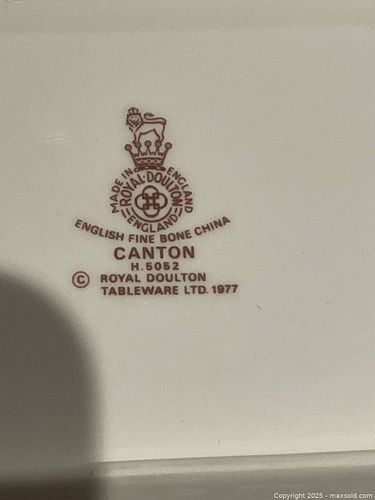 MADE IN ENGLAND
ROYAL·DOULTON
ENGLAND
ENGLISH FINE BONE CHINA
CANTON
H.5052
© ROYAL DOULTON
TABLEWARE LTD. 1977
Copyright © 2025 - maxsold.com